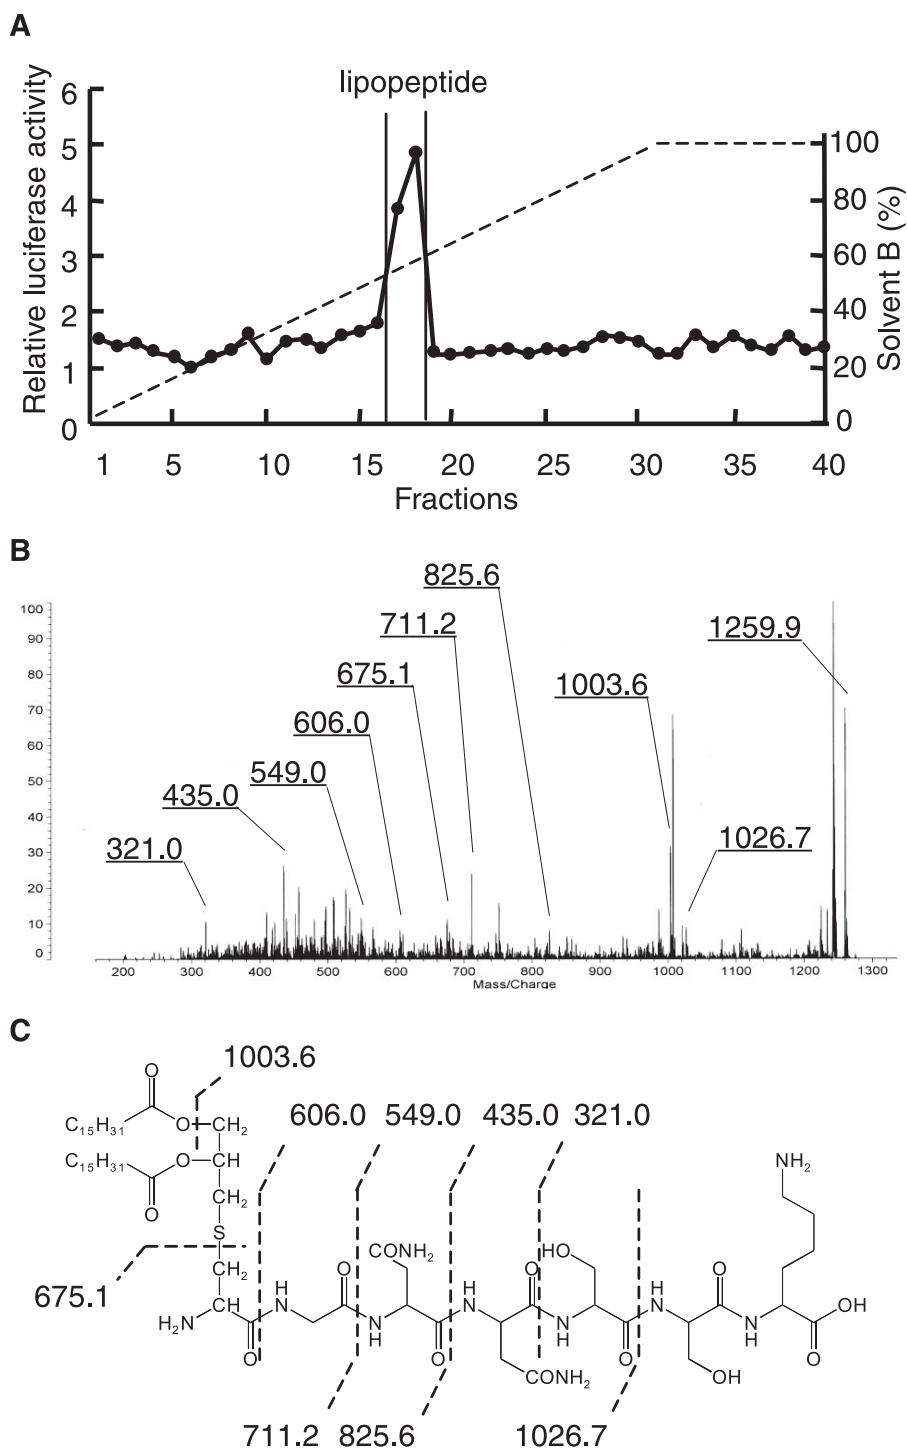 A
lipopeptide
Relative luciferase activity
6
5
4
3
2
1
0
100
80
60
40
20
0
Solvent B (%)
1 5 10 15 20 25 30 35 40
Fractions
B
825.6
711.2
1259.9
675.1
1003.6
606.0
549.0
435.0
1026.7
321.0
100
90
80
70
60
50
40
30
20
10
0
200 300 400 500 600 700 800 900 1000 1100 1200 1300
Mass/Charge
C
1003.6
O
C15H31 O CH2
606.0 549.0 435.0 321.0
C15H31 O CH
O
CH2
NH2
S
CONH2 HO
CH2
675.1
H O O H O
CH N N OH
H2N
N N N
O H O H O H O
CONH2 OH
711.2 825.6 1026.7